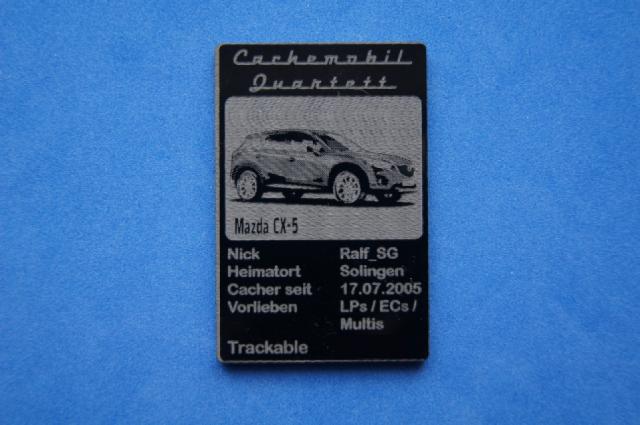 Cachemobil
Quartett
Mazda CX-5
Nick Ralf_SG
Heimatort Solingen
Cacher seit 17.07.2005
Vorlieben LPs / ECs /
Multis
Trackable